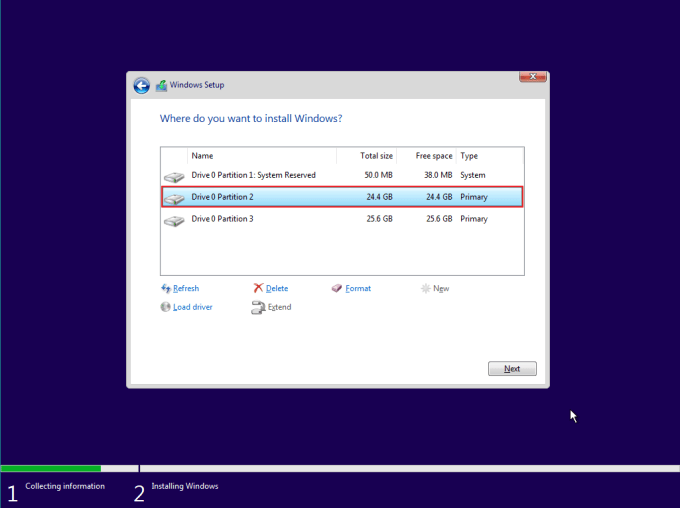 Windows Setup
Where do you want to install Windows?
Name Total size Free space Type
Drive 0 Partition 1: System Reserved 50.0 MB 38.0 MB System
Drive 0 Partition 2 24.4 GB 24.4 GB Primary
Drive 0 Partition 3 25.6 GB 25.6 GB Primary
Refresh Delete Format New
Load driver Extend
Next
1 Collecting information 2 Installing Windows